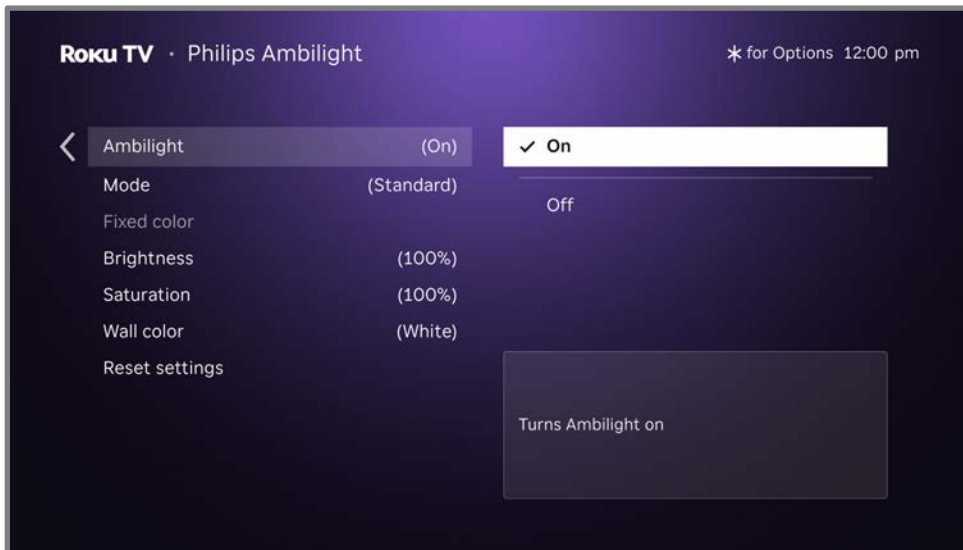 Roku TV · Philips Ambilight
* for Options 12:00 pm
Ambilight (On)
Mode (Standard)
Fixed color
Brightness (100%)
Saturation (100%)
Wall color (White)
Reset settings
✓ On
Off
Turns Ambilight on